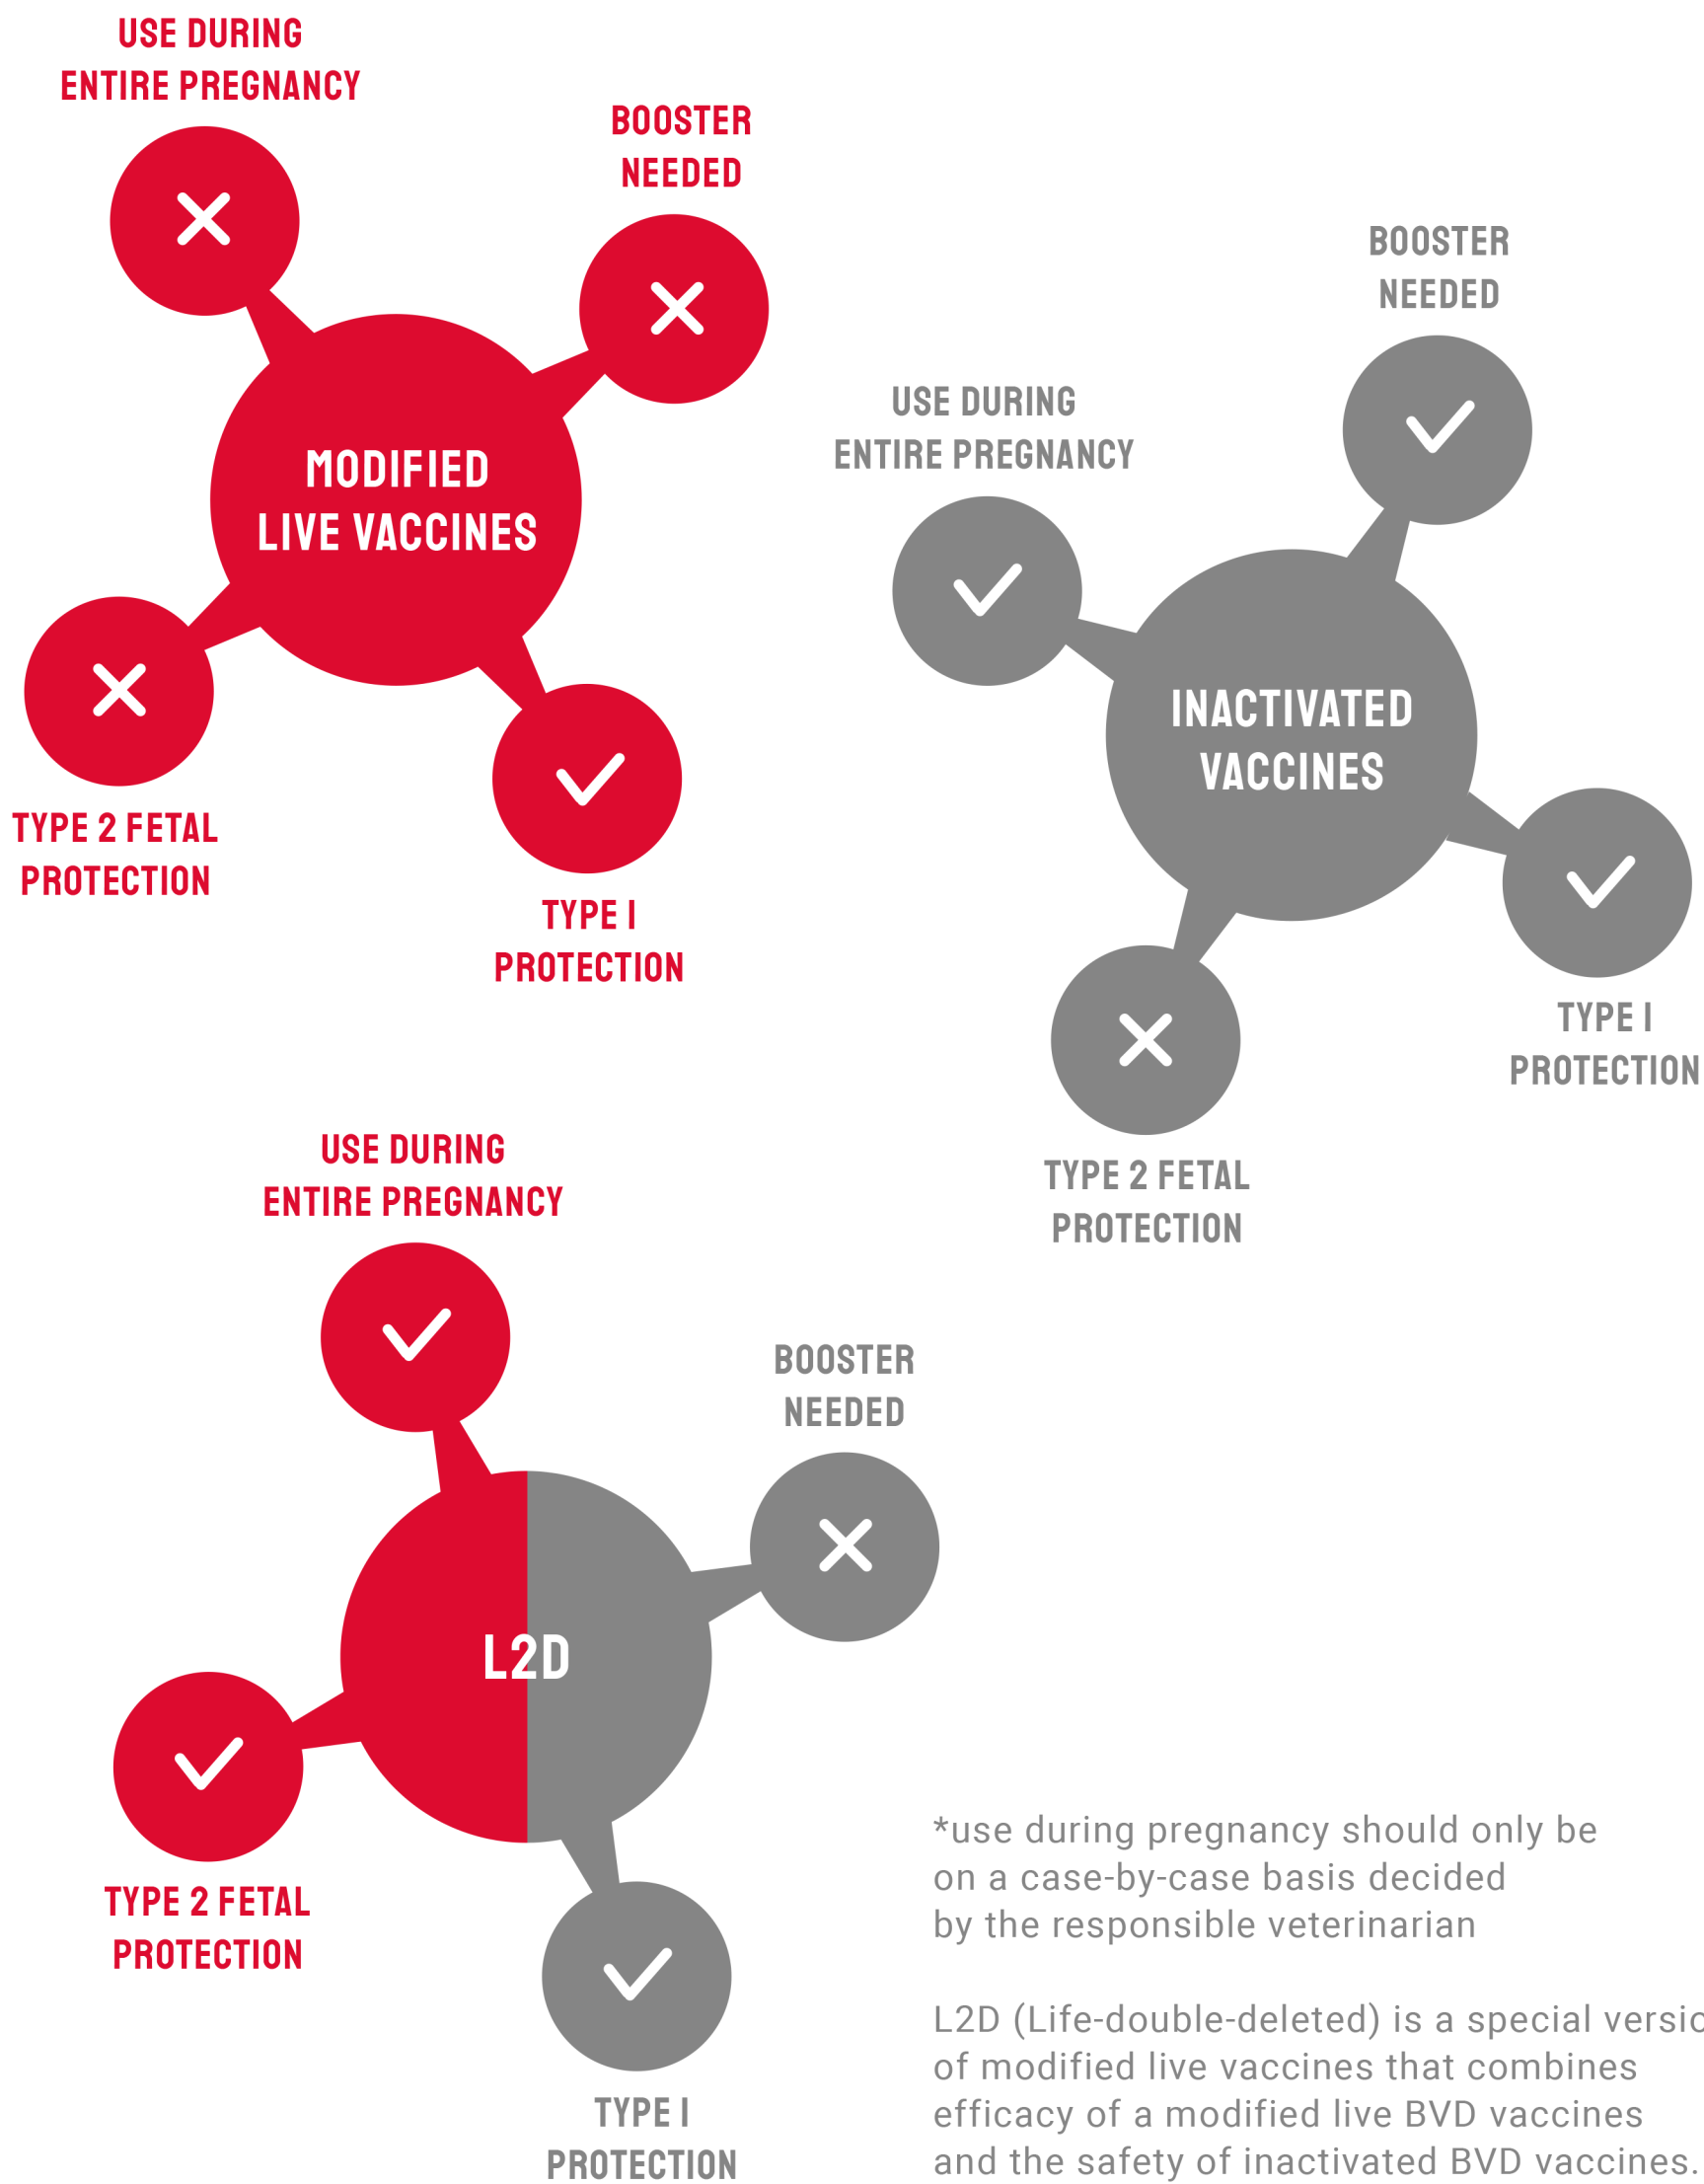 USE DURING
ENTIRE PREGNANCY
BOOSTER
NEEDED
MODIFIED
LIVE VACCINES
TYPE 2 FETAL
PROTECTION
TYPE I
PROTECTION
BOOSTER
NEEDED
USE DURING
ENTIRE PREGNANCY
INACTIVATED
VACCINES
TYPE I
PROTECTION
TYPE 2 FETAL
PROTECTION
USE DURING
ENTIRE PREGNANCY
BOOSTER
NEEDED
L2D
TYPE 2 FETAL
PROTECTION
TYPE I
PROTECTION
*use during pregnancy should only be
on a case-by-case basis decided
by the responsible veterinarian
L2D (Life-double-deleted) is a special versio
of modified live vaccines that combines
efficacy of a modified live BVD vaccines
and the safety of inactivated BVD vaccines.